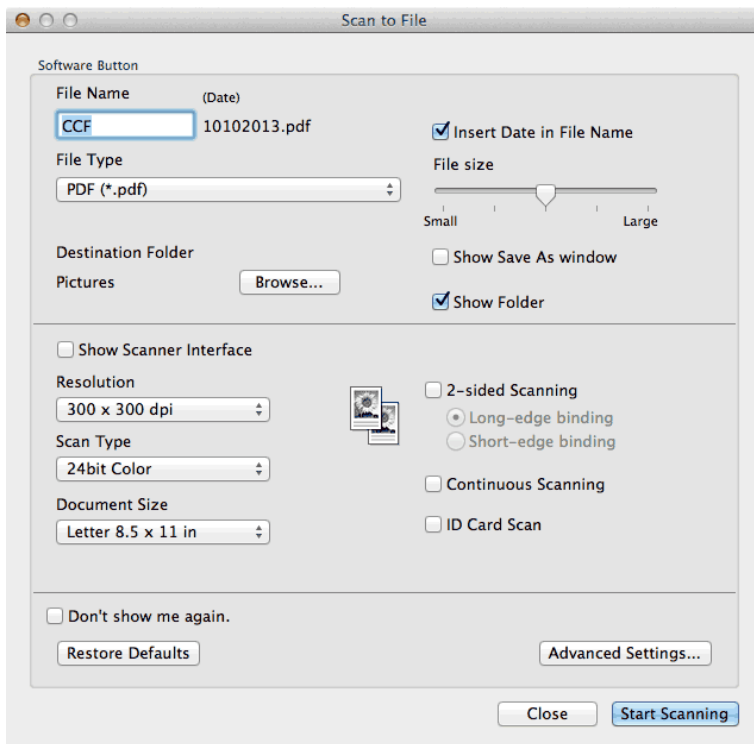 Scan to File
Software Button
File Name
(Date)
CCF
10102013.pdf
Insert Date in File Name
File Type
File size
PDF (*.pdf)
Small
Large
Destination Folder
Show Save As window
Pictures
Browse...
Show Folder
Show Scanner Interface
Resolution
2-sided Scanning
300 x 300 dpi
Long-edge binding
Short-edge binding
Scan Type
24bit Color
Continuous Scanning
Document Size
Letter 8.5 x 11 in
ID Card Scan
Don't show me again.
Restore Defaults
Advanced Settings...
Close
Start Scanning